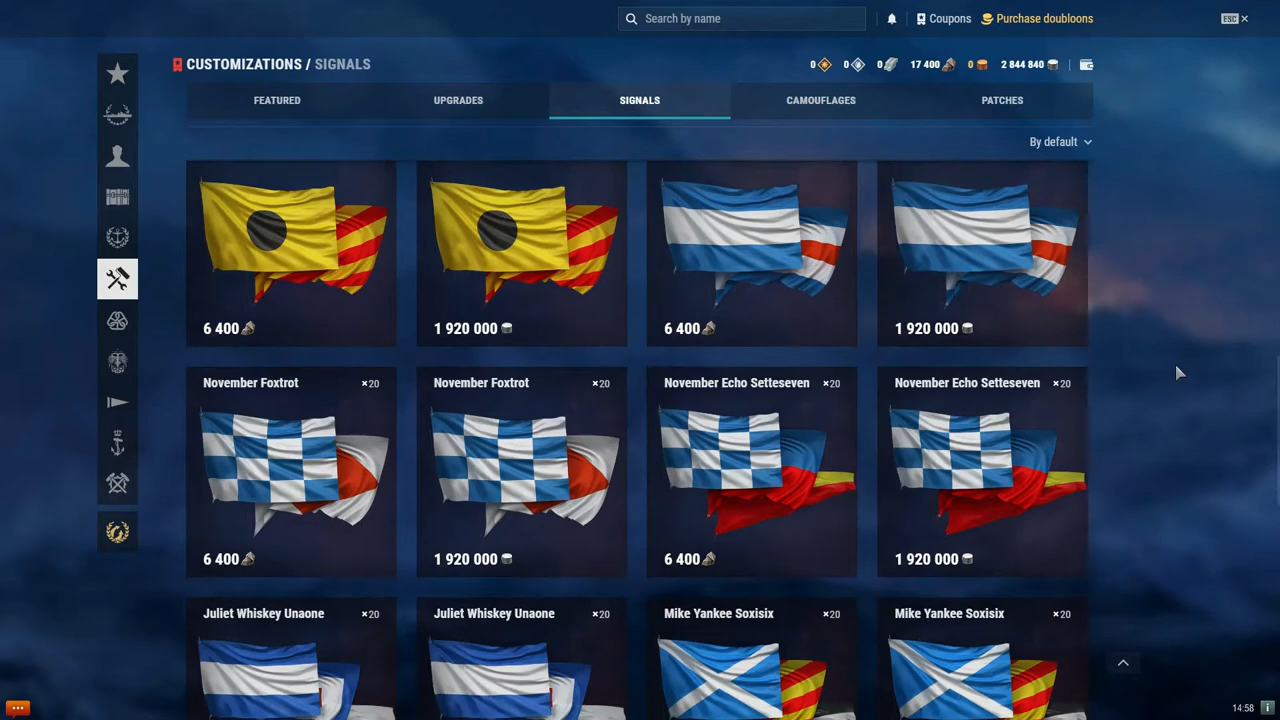 Search by name
Coupons
Purchase doubloons
ESC ×
CUSTOMIZATIONS / SIGNALS
0
0
0
17 400
0
2 844 840
FEATURED
UPGRADES
SIGNALS
CAMOUFLAGES
PATCHES
By default
6 400
1 920 000
6 400
1 920 000
November Foxtrot ×20
November Foxtrot ×20
November Echo Setteseven ×20
November Echo Setteseven ×20
6 400
1 920 000
6 400
1 920 000
Juliet Whiskey Unaone ×20
Juliet Whiskey Unaone ×20
Mike Yankee Soxisix ×20
Mike Yankee Soxisix ×20
14:58